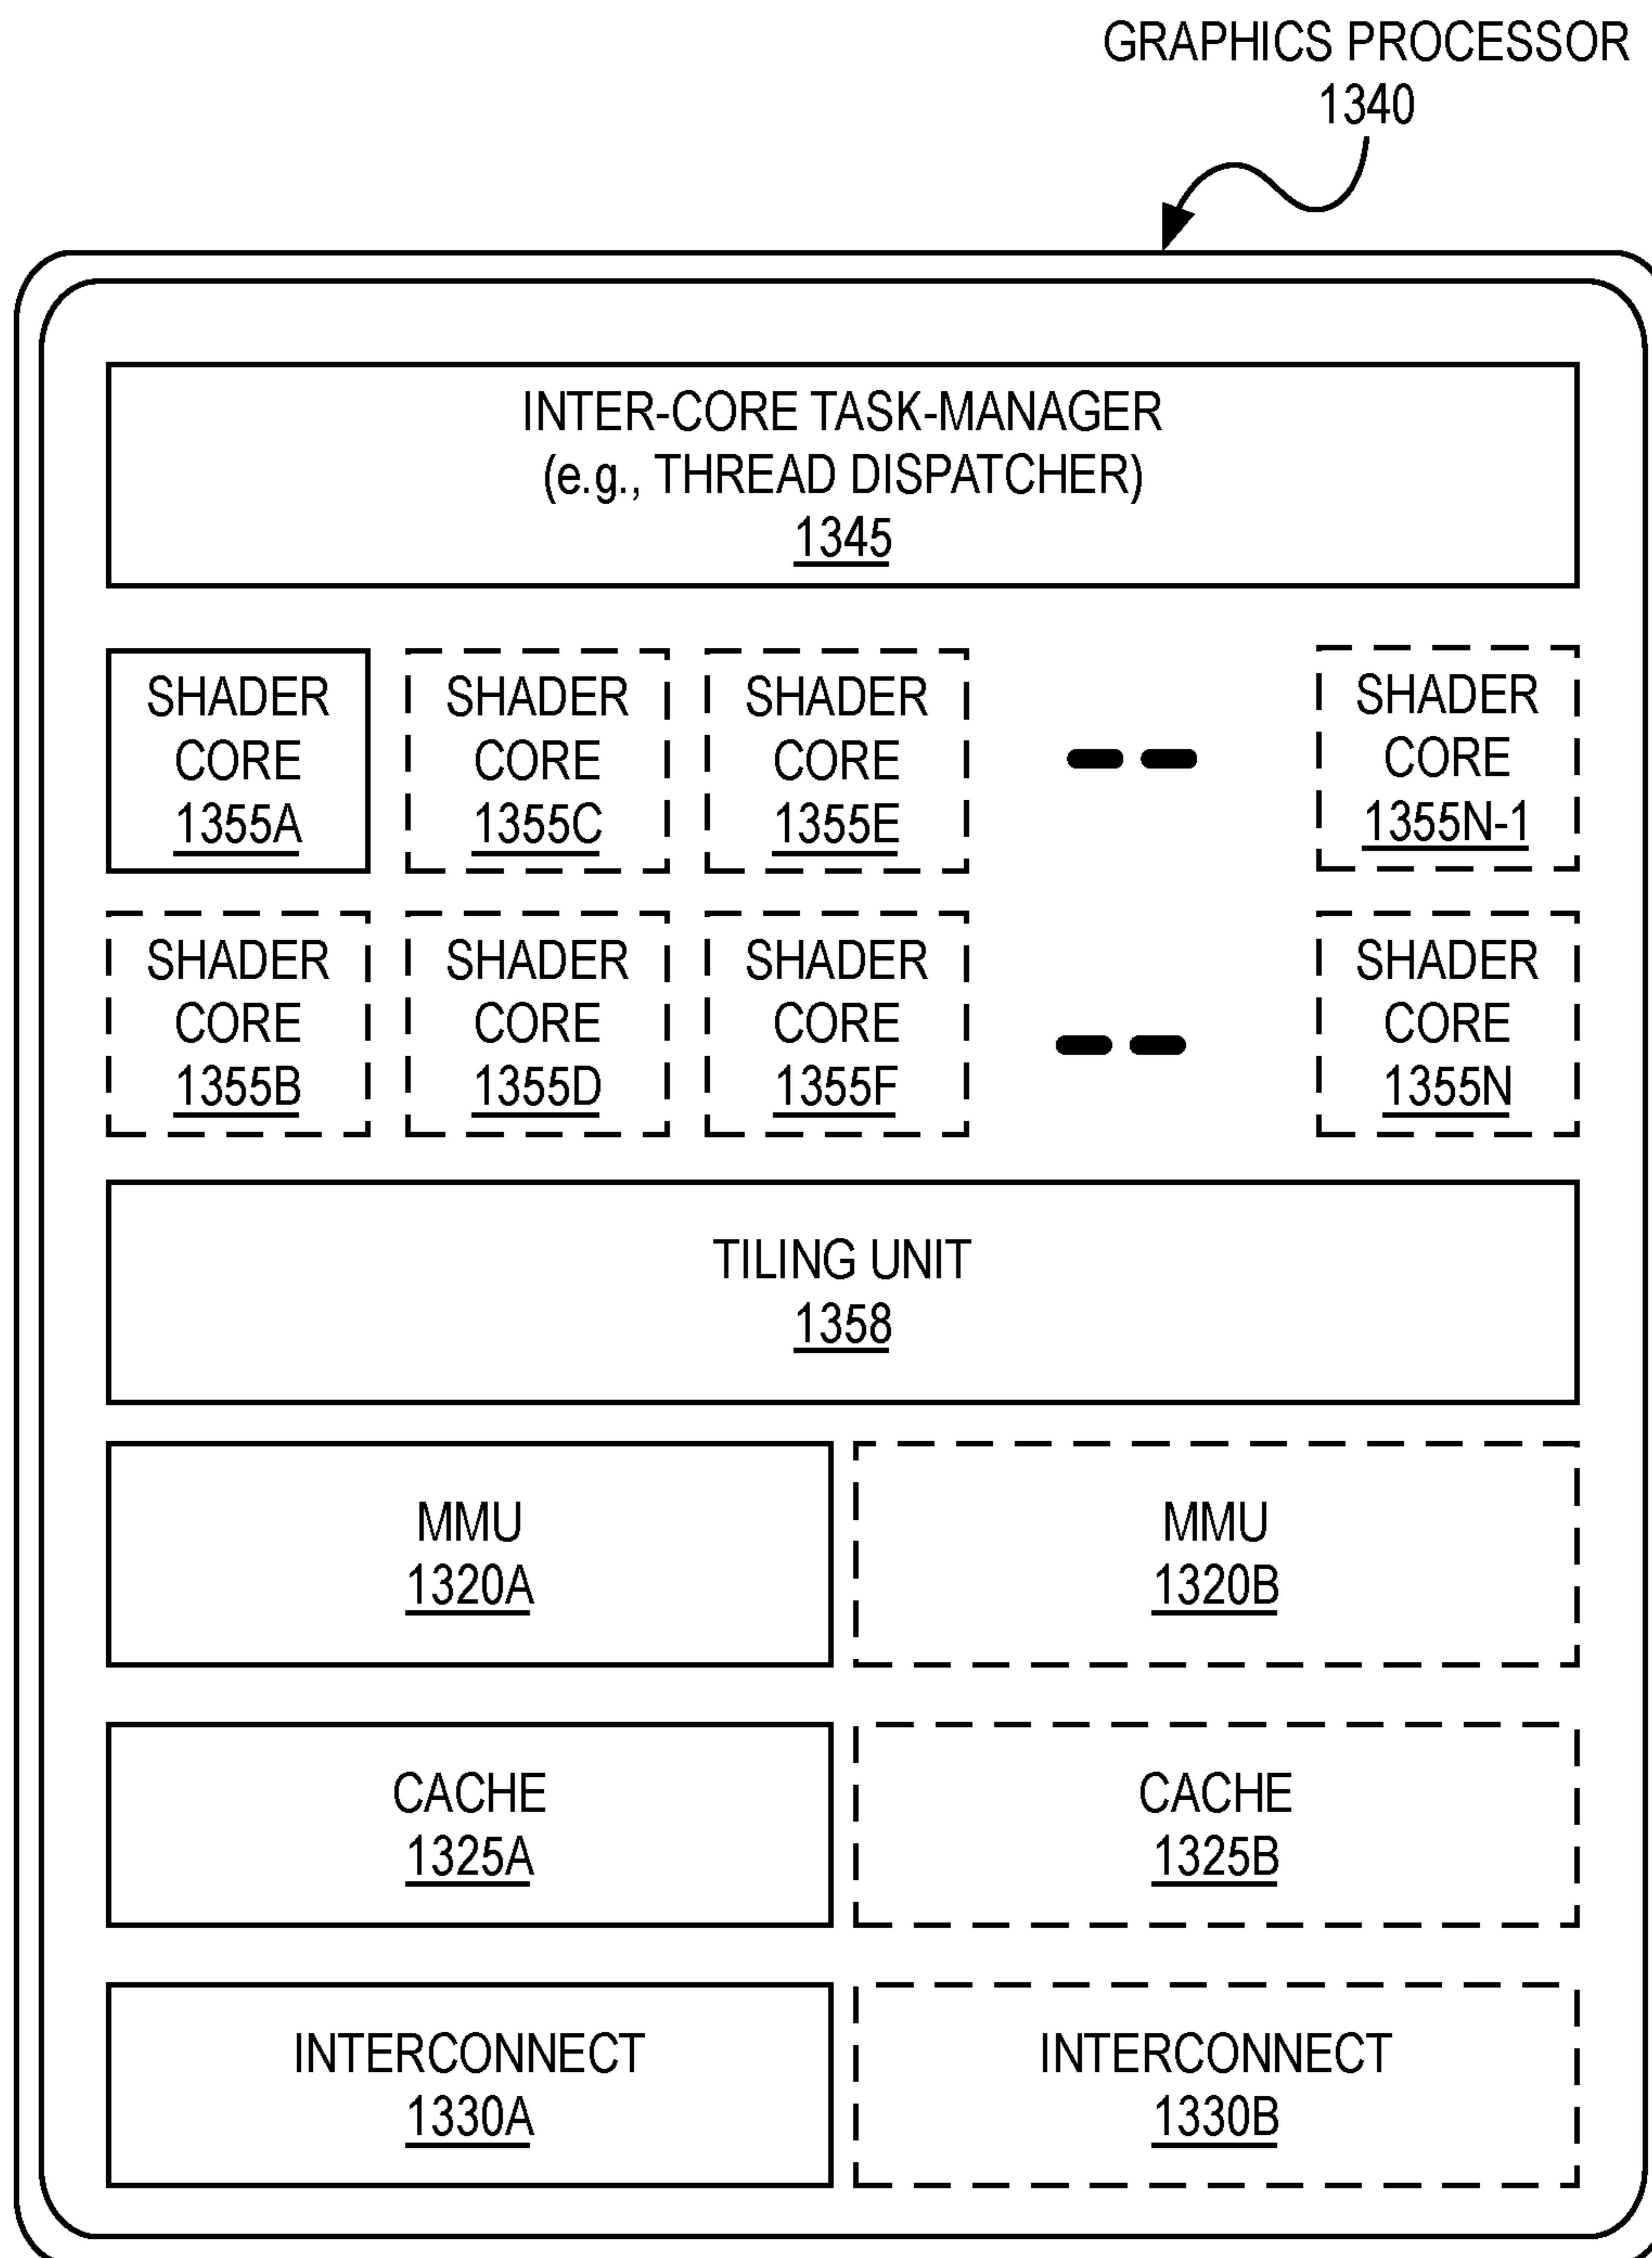 GRAPHICS PROCESSOR
1340
INTER-CORE TASK-MANAGER
(e.g., THREAD DISPATCHER)
1345
SHADER
CORE
1355A
SHADER
CORE
1355C
SHADER
CORE
1355E
SHADER
CORE
1355N-1
SHADER
CORE
1355B
SHADER
CORE
1355D
SHADER
CORE
1355F
SHADER
CORE
1355N
TILING UNIT
1358
MMU
1320A
MMU
1320B
CACHE
1325A
CACHE
1325B
INTERCONNECT
1330A
INTERCONNECT
1330B